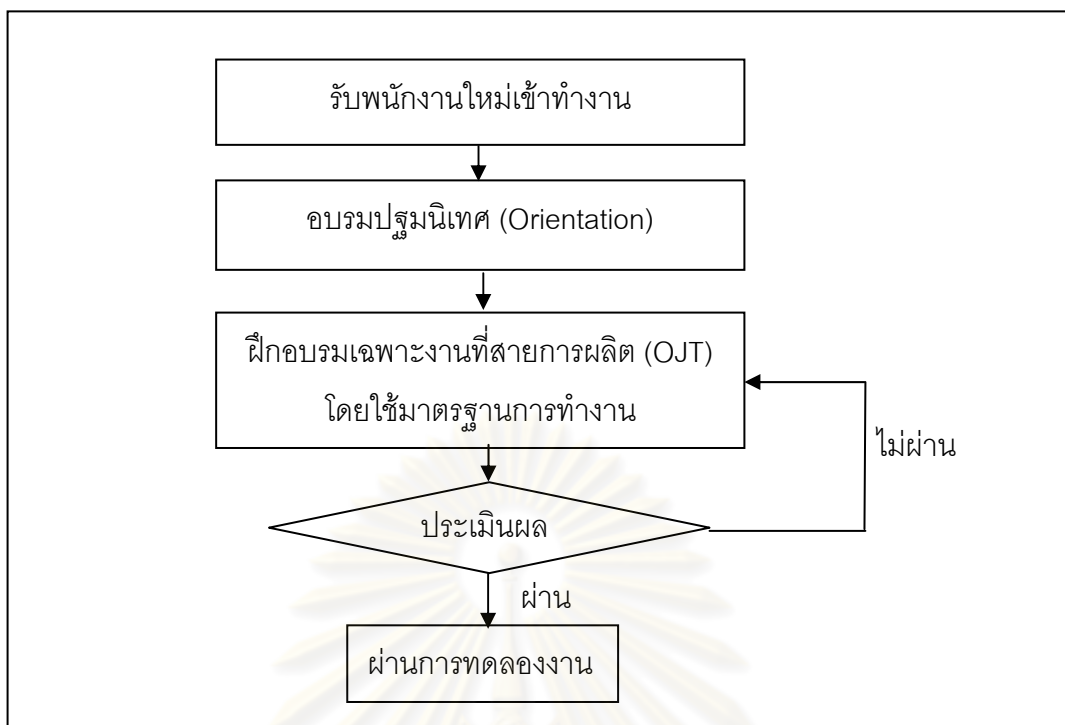 รับพนักงานใหม่เข้าทำงาน
อบรมปฐมนิเทศ (Orientation)
ฝึกอบรมเฉพาะงานที่สายการผลิต (OJT)
โดยใช้มาตรฐานการทำงาน
ไม่ผ่าน
ประเมินผล
ผ่าน
ผ่านการทดลองงาน